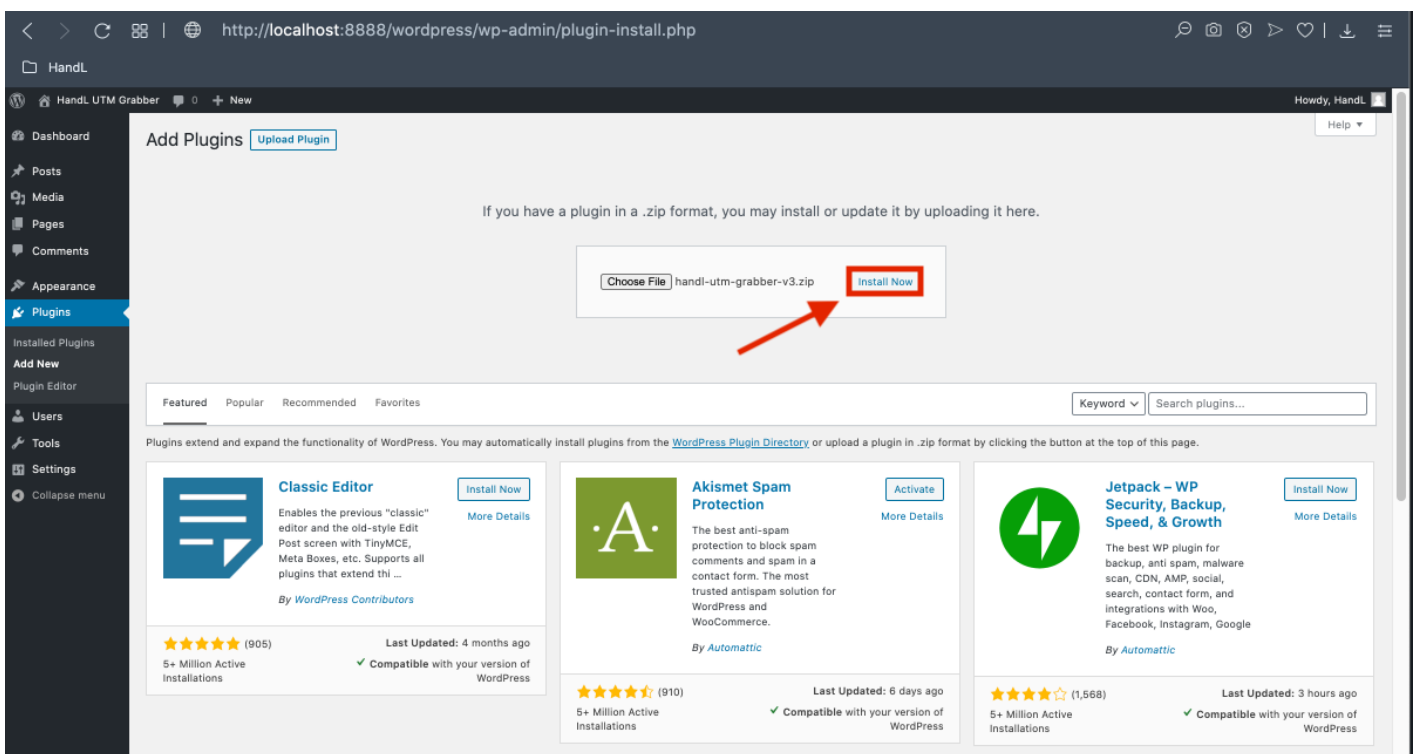 http://localhost:8888/wordpress/wp-admin/plugin-install.php
HandL
HandL UTM Grabber 0 + New
Howdy, HandL
Dashboard
Posts
Media
Pages
Comments
Appearance
Plugins
Installed Plugins
Add New
Plugin Editor
Users
Tools
Settings
Collapse menu
Help
Add Plugins Upload Plugin
If you have a plugin in a .zip format, you may install or update it by uploading it here.
Choose File handl-utm-grabber-v3.zip Install Now
Featured Popular Recommended Favorites
Keyword Search plugins...
Plugins extend and expand the functionality of WordPress. You may automatically install plugins from the WordPress Plugin Directory or upload a plugin in .zip format by clicking the button at the top of this page.
Classic Editor
Install Now
More Details
Enables the previous "classic"
editor and the old-style Edit
Post screen with TinyMCE,
Meta Boxes, etc. Supports all
plugins that extend thi ...
By WordPress Contributors
(905)
5+ Million Active
Installations
Last Updated: 4 months ago
Compatible with your version of
WordPress
·A·
Akismet Spam
Protection
Activate
More Details
The best anti-spam
protection to block spam
comments and spam in a
contact form. The most
trusted antispam solution for
WordPress and
WooCommerce.
By Automattic
(910)
5+ Million Active
Installations
Last Updated: 6 days ago
Compatible with your version of
WordPress
Jetpack – WP
Security, Backup,
Speed, & Growth
Install Now
More Details
The best WP plugin for
backup, anti spam, malware
scan, CDN, AMP, social,
search, contact form, and
integrations with Woo,
Facebook, Instagram, Google
By Automattic
(1,568)
5+ Million Active
Installations
Last Updated: 3 hours ago
Compatible with your version of
WordPress